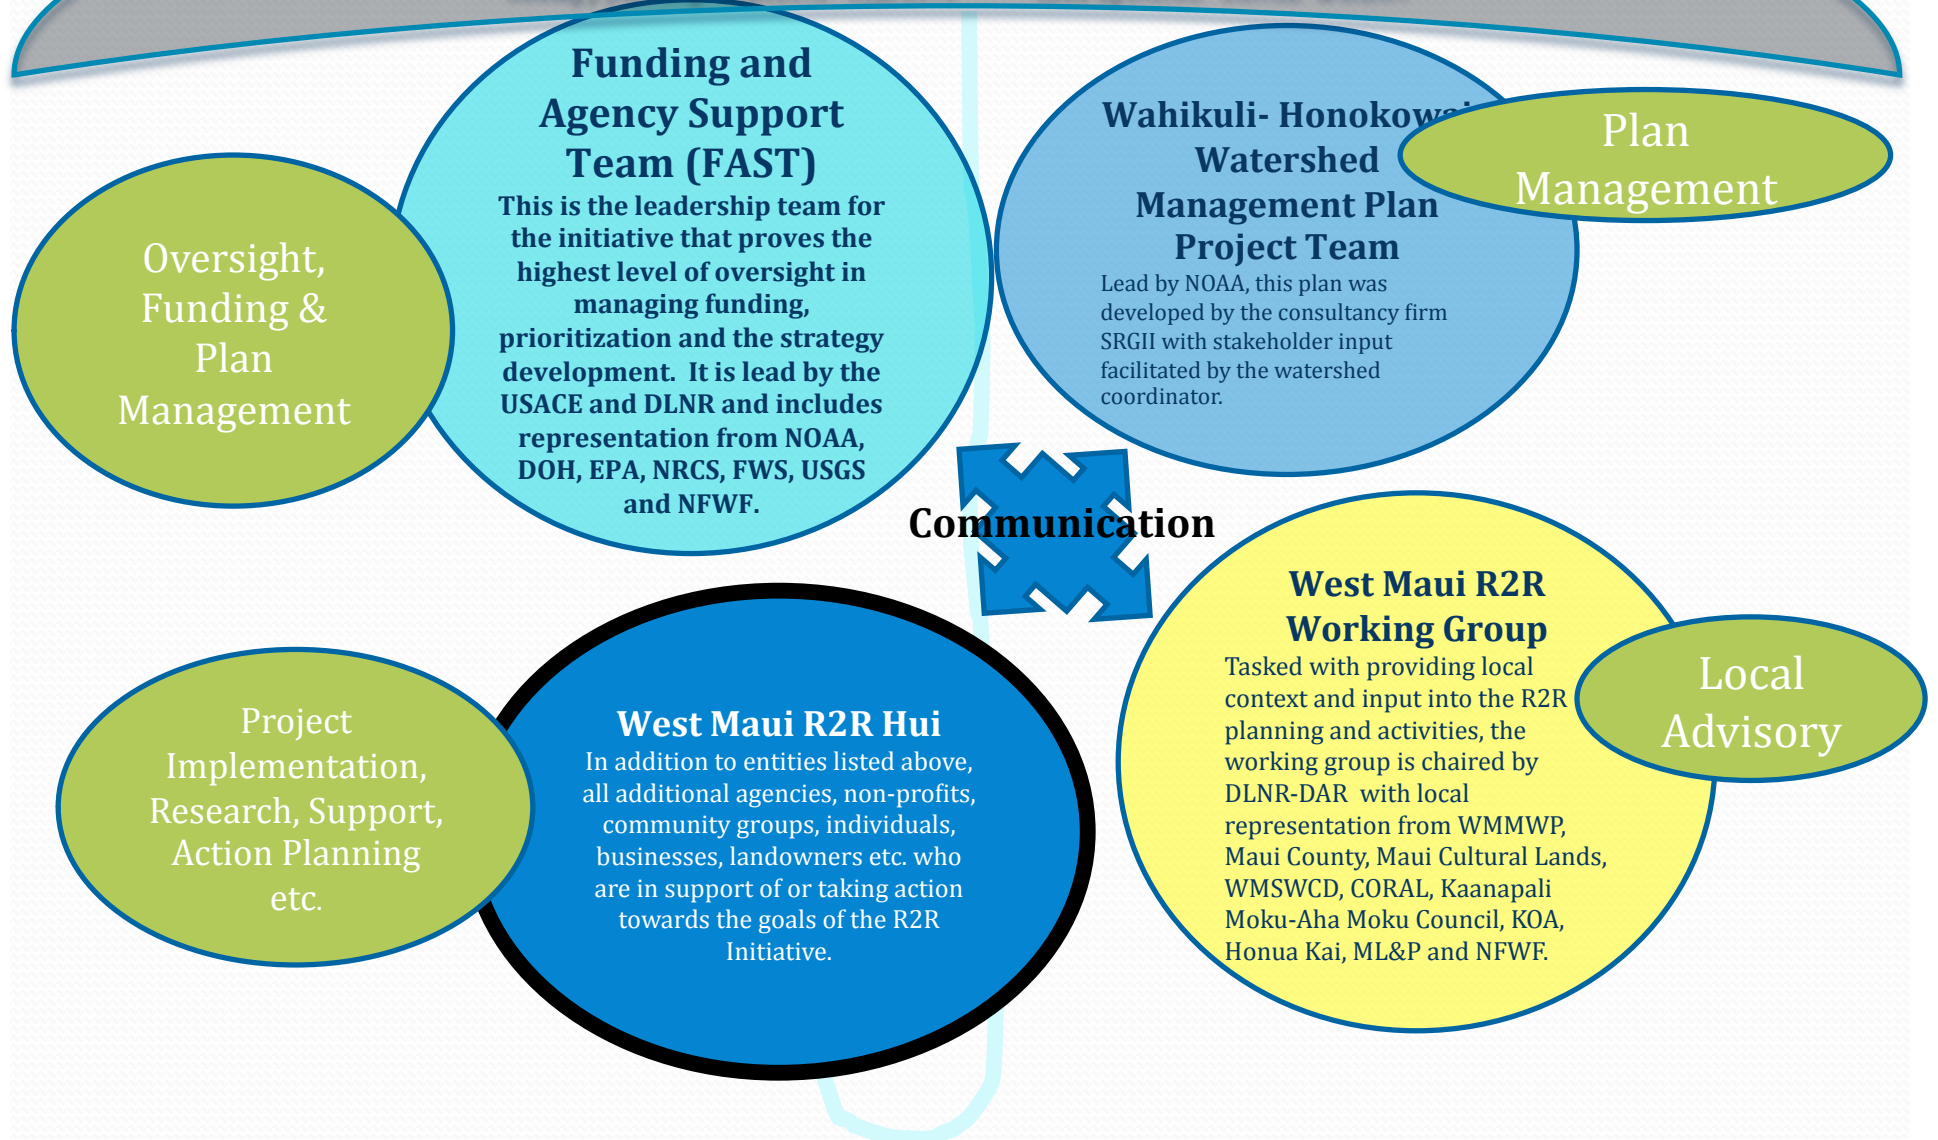 Funding and
Agency Support
Team (FAST)
This is the leadership team for
the initiative that proves the
highest level of oversight in
managing funding,
prioritization and the strategy
development. It is lead by the
USACE and DLNR and includes
representation from NOAA,
DOH, EPA, NRCS, FWS, USGS
and NFWF.
Oversight,
Funding &
Plan
Management
Wahikuli- Honokowai
Watershed
Management Plan
Project Team
Lead by NOAA, this plan was
developed by the consultancy firm
SRGII with stakeholder input
facilitated by the watershed
coordinator.
Plan
Management
Communication
Project
Implementation,
Research, Support,
Action Planning
etc.
West Maui R2R Hui
In addition to entities listed above,
all additional agencies, non-profits,
community groups, individuals,
businesses, landowners etc. who
are in support of or taking action
towards the goals of the R2R
Initiative.
West Maui R2R
Working Group
Tasked with providing local
context and input into the R2R
planning and activities, the
working group is chaired by
DLNR-DAR with local
representation from WMMWP,
Maui County, Maui Cultural Lands,
WMSWCD, CORAL, Kaanapali
Moku-Aha Moku Council, KOA,
Honua Kai, ML&P and NFWF.
Local
Advisory